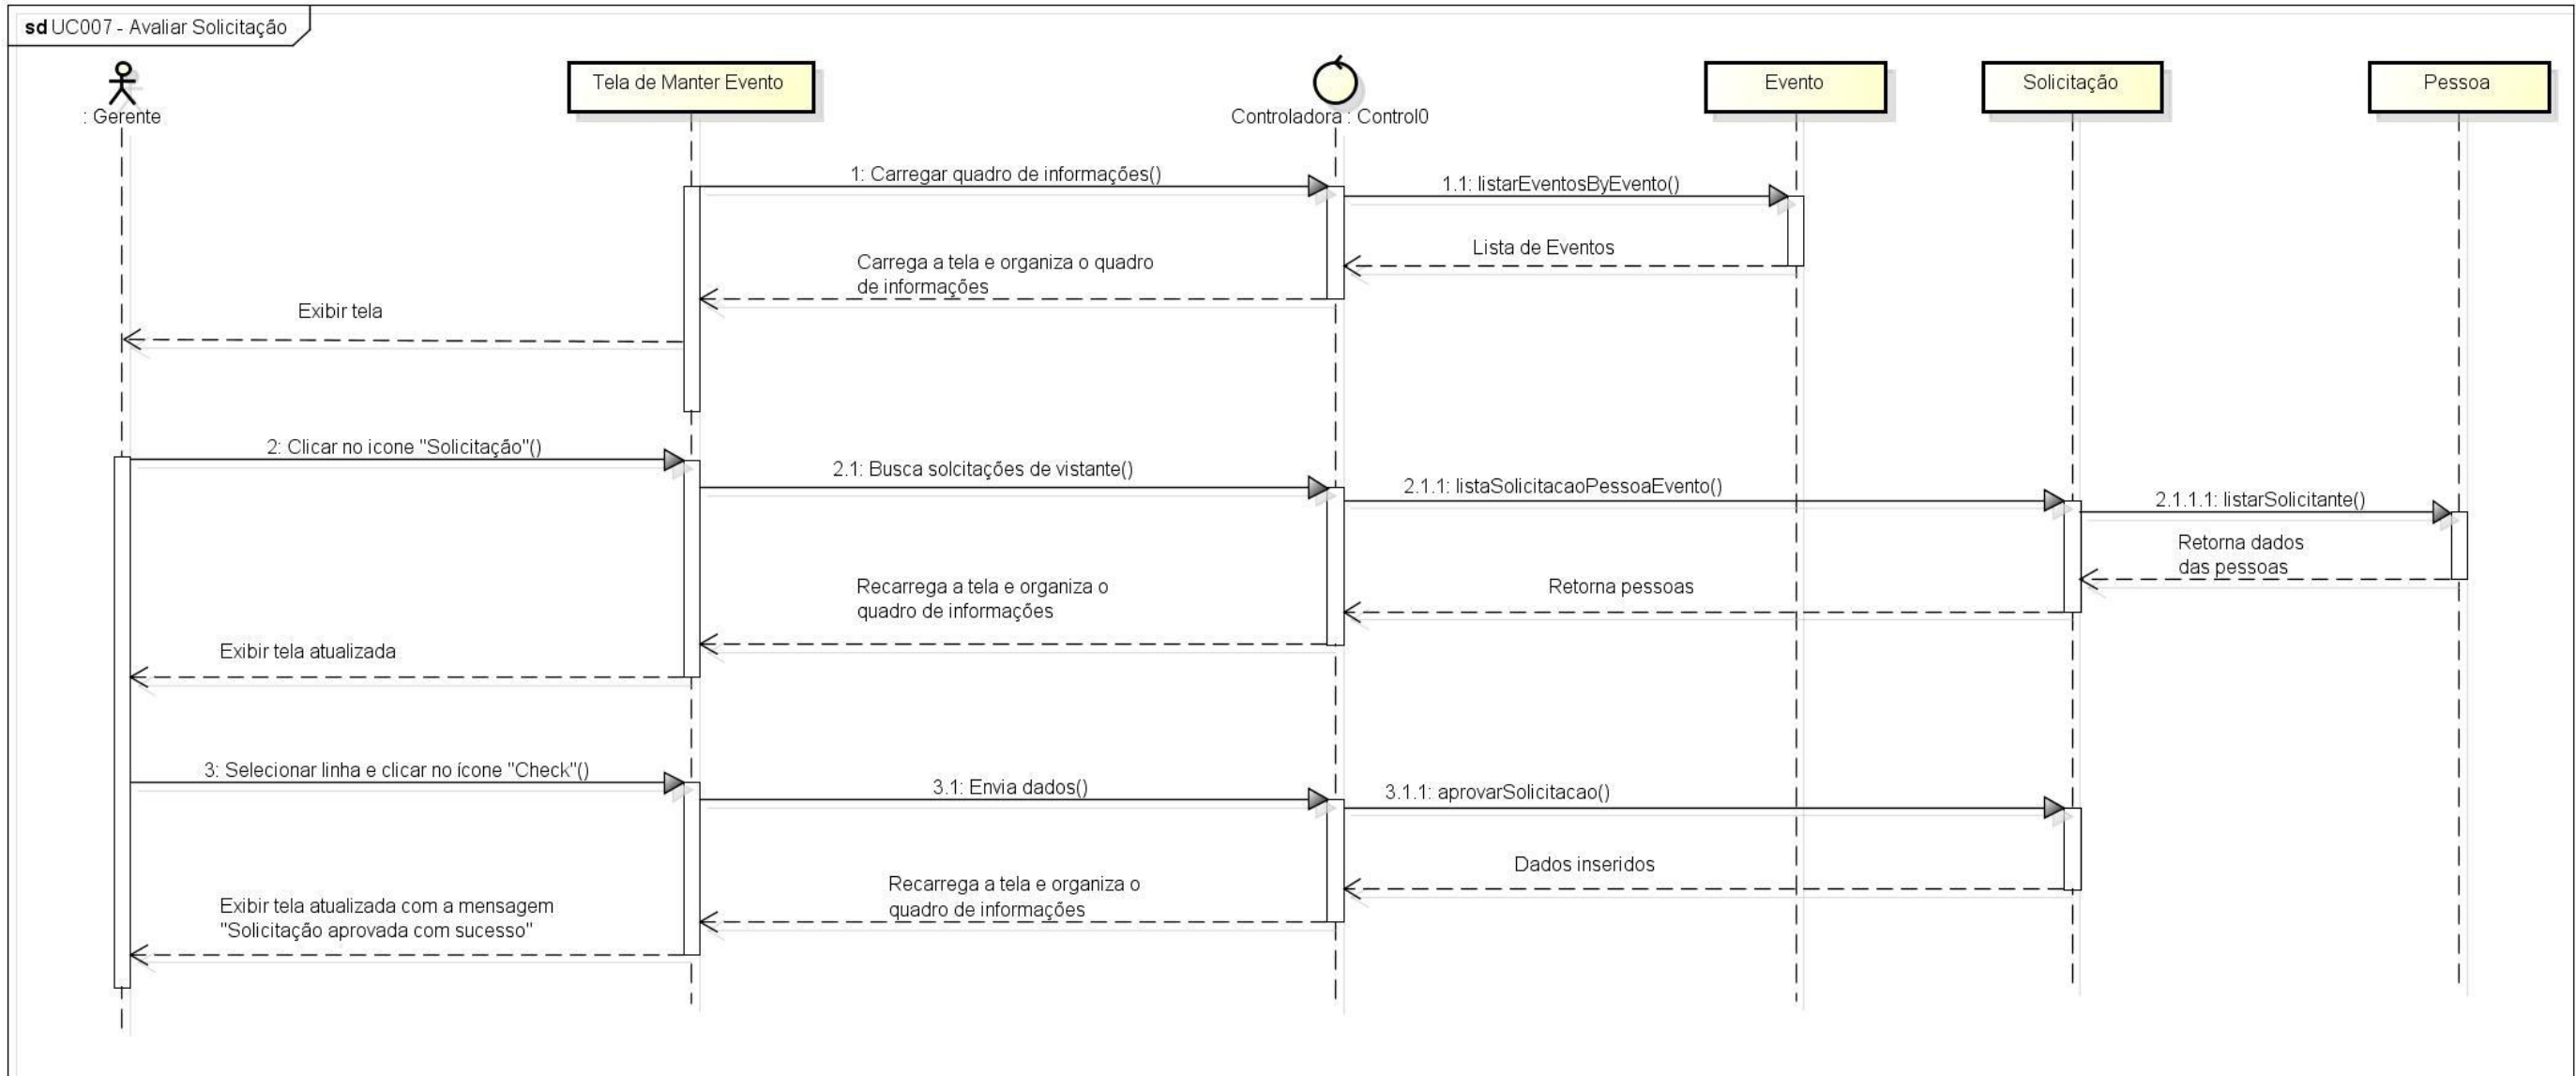 sd UC007 - Avaliar Solicitação
: Gerente
Tela de Manter Evento
Controladora : Control0
Evento
Solicitação
Pessoa
1: Carregar quadro de informações()
1.1: listarEventosByEvento()
Lista de Eventos
Carrega a tela e organiza o quadro
de informações
Exibir tela
2: Clicar no icone "Solicitação"()
2.1: Busca solcitações de vistante()
2.1.1: listaSolicitacaoPessoaEvento()
2.1.1.1: listarSolicitante()
Retorna dados
das pessoas
Retorna pessoas
Recarrega a tela e organiza o
quadro de informações
Exibir tela atualizada
3: Selecionar linha e clicar no ícone "Check"()
3.1: Envia dados()
3.1.1: aprovarSolicitacao()
Dados inseridos
Recarrega a tela e organiza o
quadro de informações
Exibir tela atualizada com a mensagem
"Solicitação aprovada com sucesso"